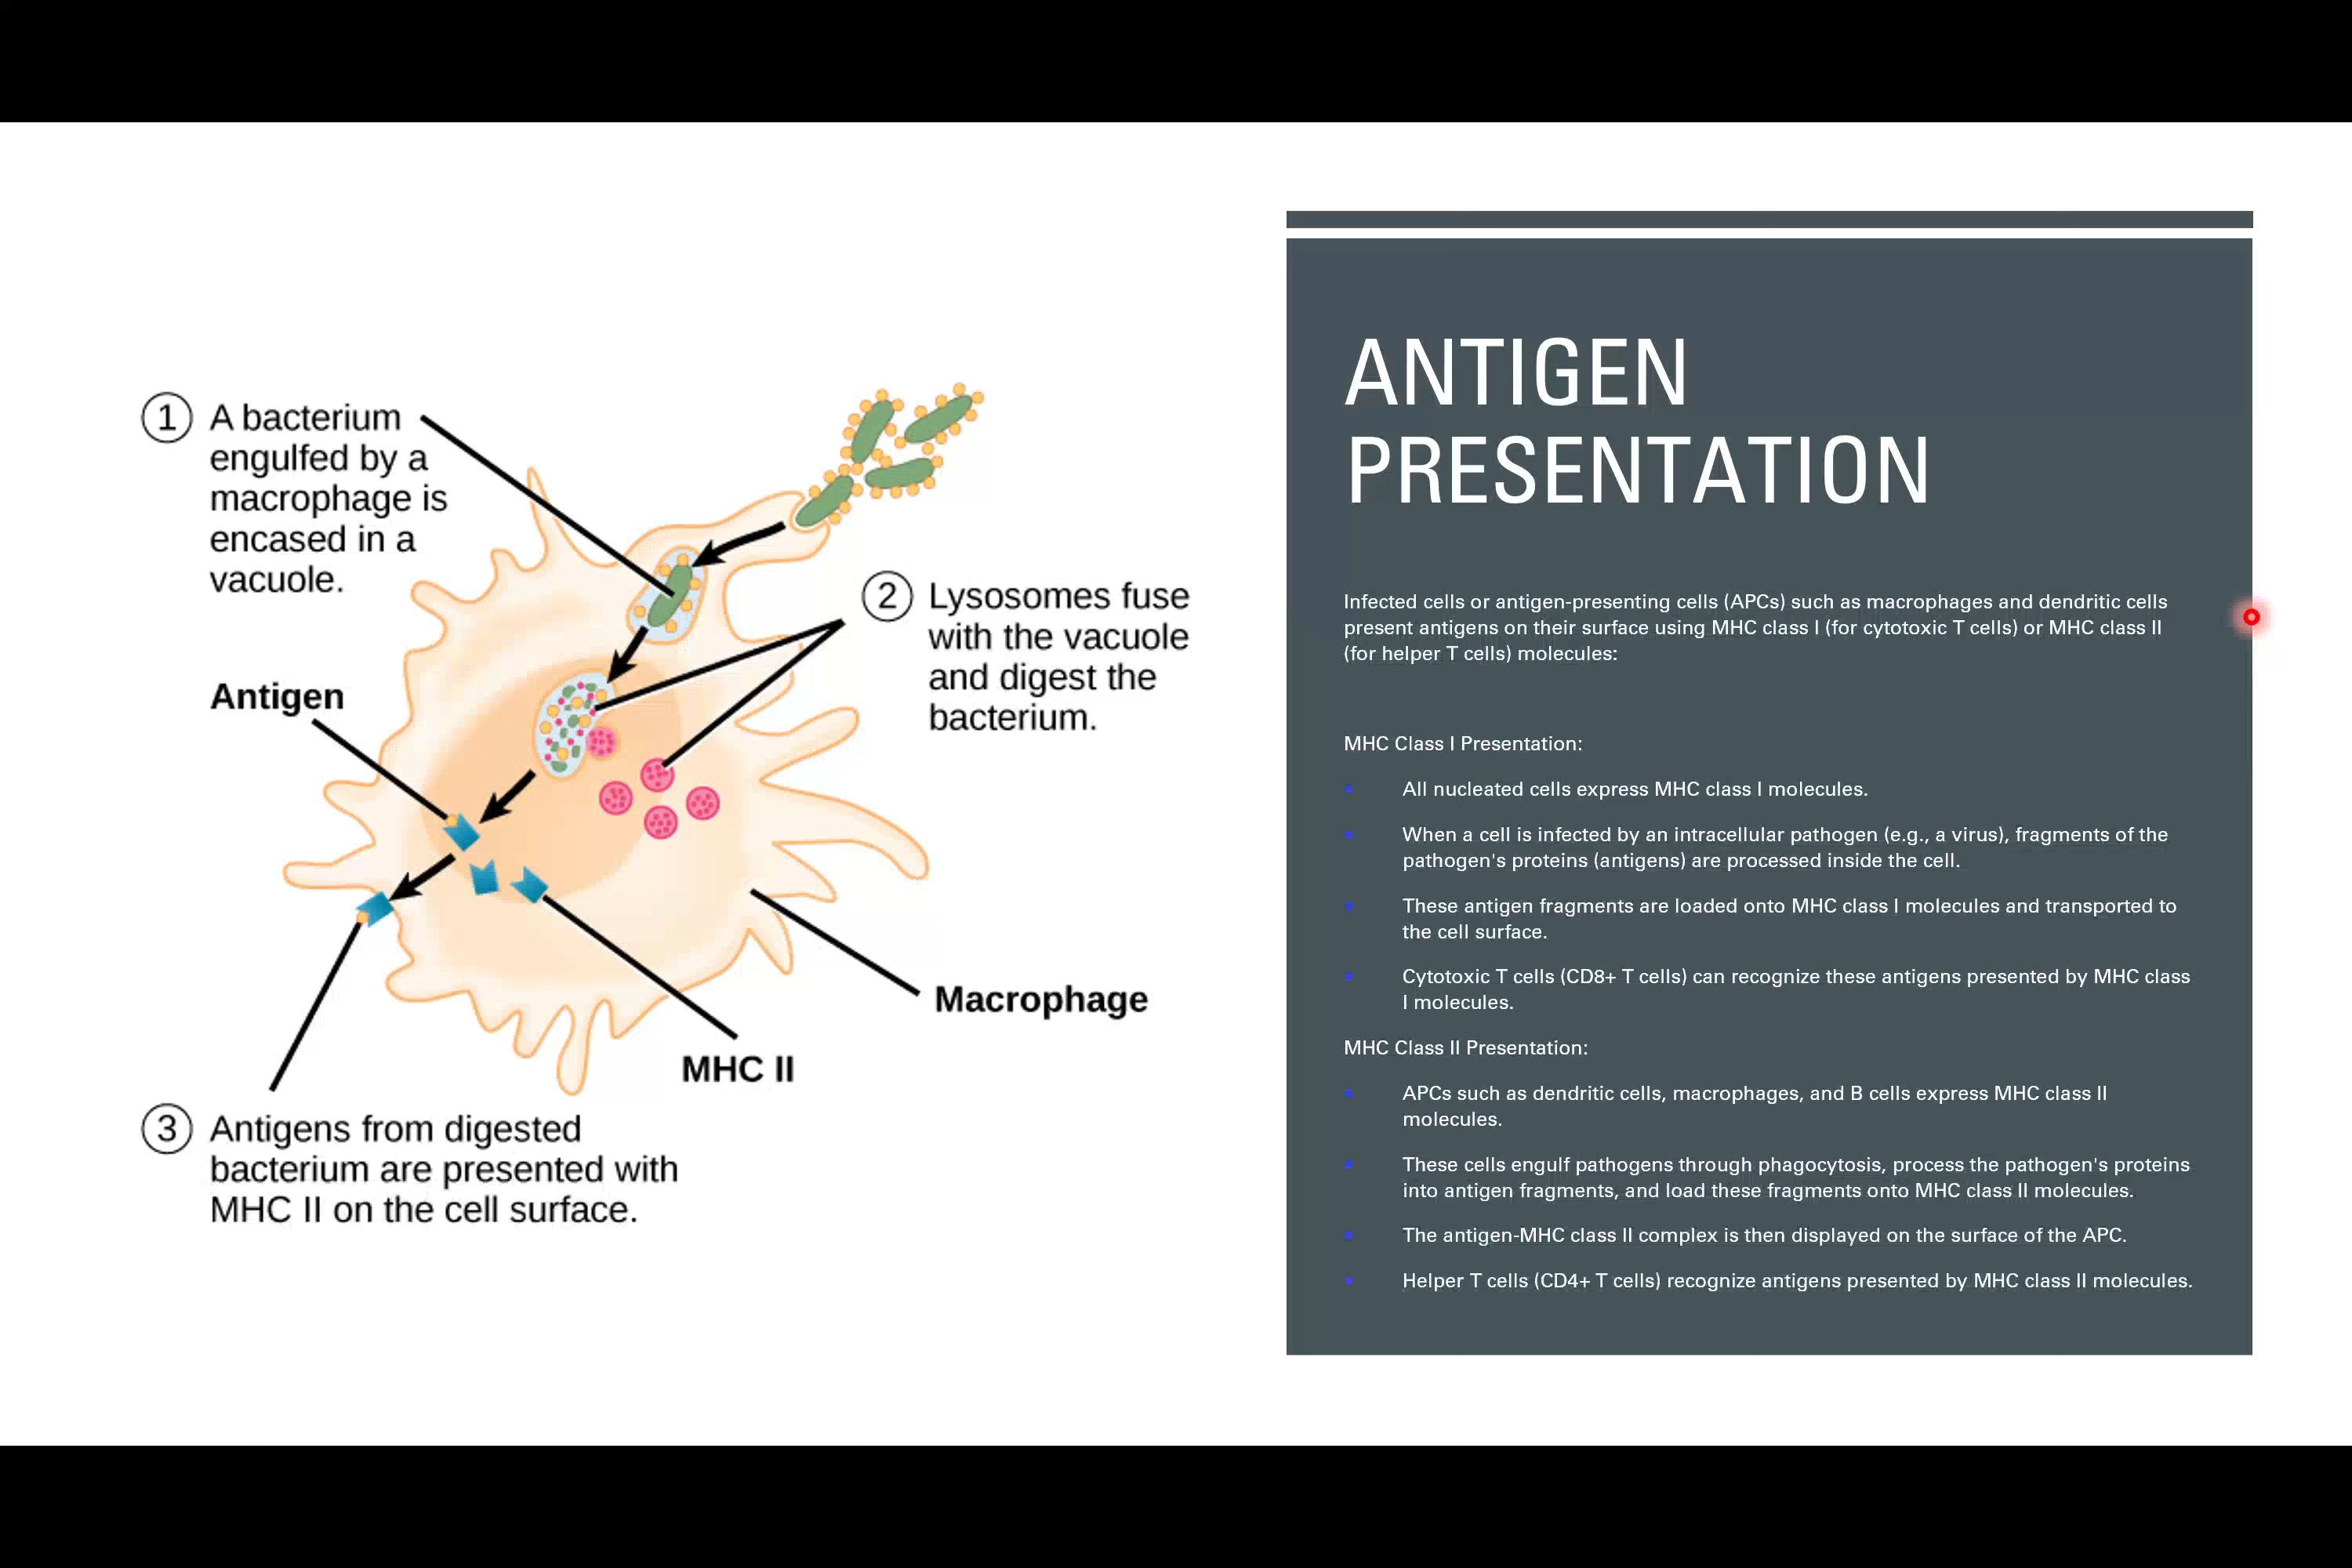 ① A bacterium
engulfed by a
macrophage is
encased in a
vacuole.
② Lysosomes fuse
with the vacuole
and digest the
bacterium.
Antigen
Macrophage
MHC II
③ Antigens from digested
bacterium are presented with
MHC II on the cell surface.
ANTIGEN
PRESENTATION
Infected cells or antigen-presenting cells (APCs) such as macrophages and dendritic cells
present antigens on their surface using MHC class I (for cytotoxic T cells) or MHC class II
(for helper T cells) molecules:
MHC Class I Presentation:
▪ All nucleated cells express MHC class I molecules.
▪ When a cell is infected by an intracellular pathogen (e.g., a virus), fragments of the
pathogen's proteins (antigens) are processed inside the cell.
▪ These antigen fragments are loaded onto MHC class I molecules and transported to
the cell surface.
▪ Cytotoxic T cells (CD8+ T cells) can recognize these antigens presented by MHC class
I molecules.
MHC Class II Presentation:
▪ APCs such as dendritic cells, macrophages, and B cells express MHC class II
molecules.
▪ These cells engulf pathogens through phagocytosis, process the pathogen's proteins
into antigen fragments, and load these fragments onto MHC class II molecules.
▪ The antigen-MHC class II complex is then displayed on the surface of the APC.
▪ Helper T cells (CD4+ T cells) recognize antigens presented by MHC class II molecules.